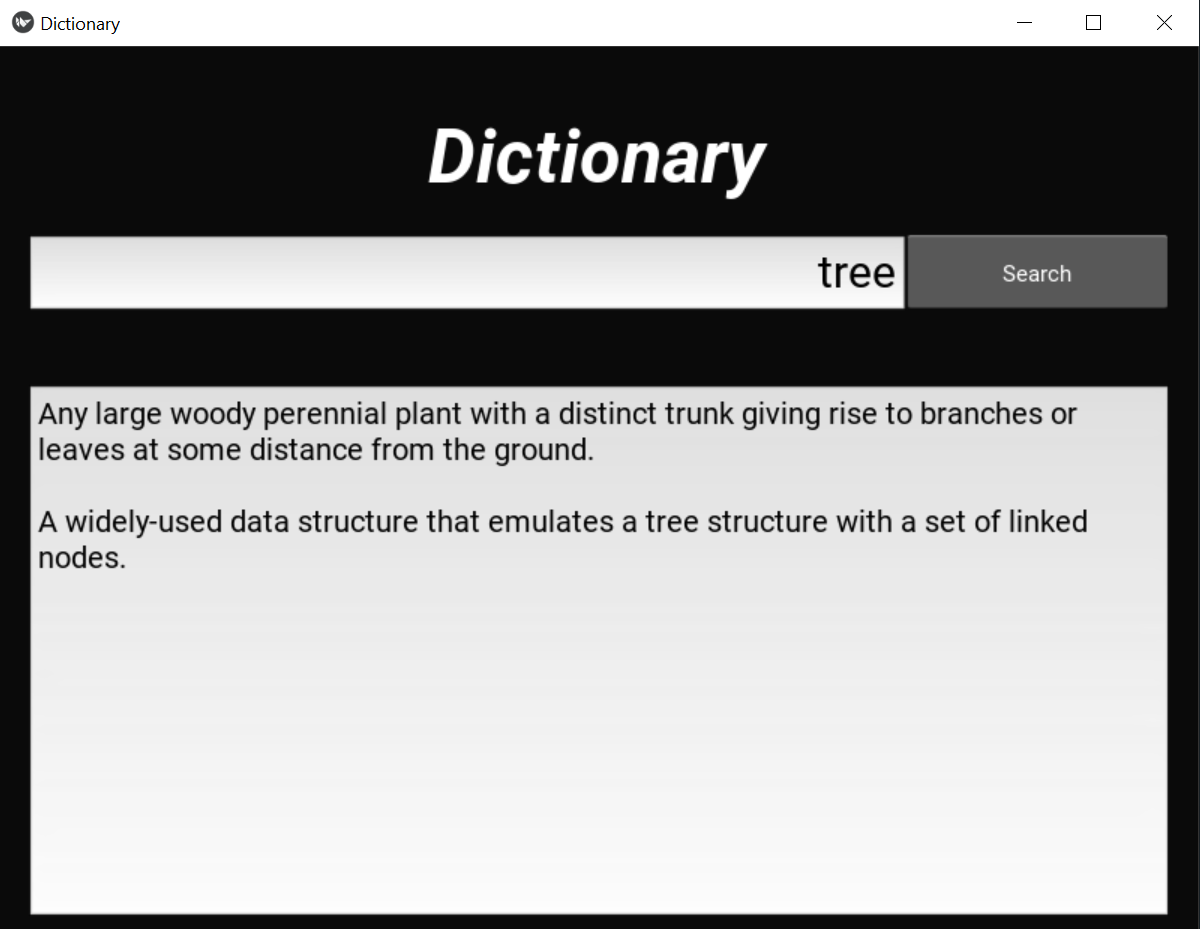 Dictionary
Dictionary
tree
Search
Any large woody perennial plant with a distinct trunk giving rise to branches or
leaves at some distance from the ground.
A widely-used data structure that emulates a tree structure with a set of linked
nodes.